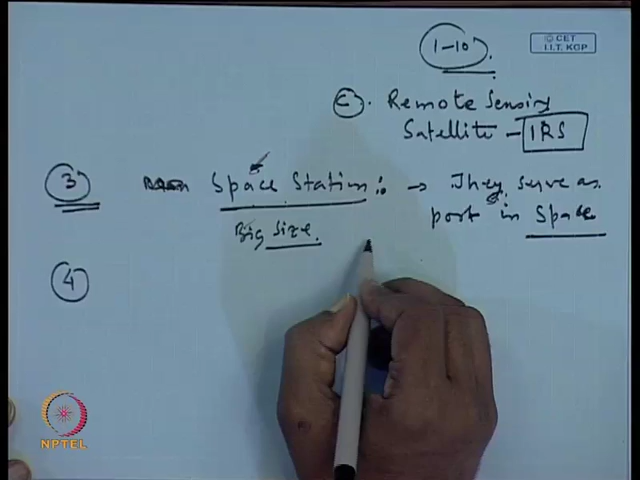 1-10
© CET
I.I.T. KGP
C. Remote Sensing
Satellite - IRS
3 Space Station : → They serve as
Big Size. port in Space
4
NPTEL